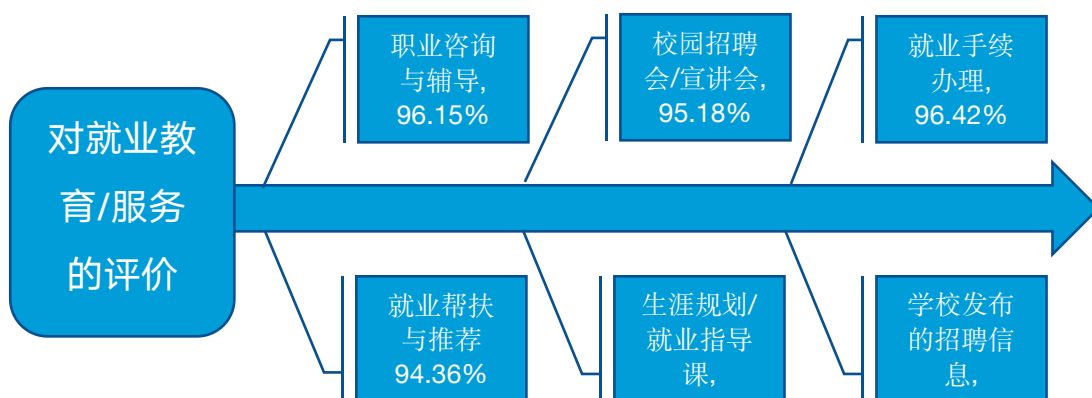 对就业教
育/服务
的评价
职业咨询
与辅导,
96.15%
校园招聘
会/宣讲会,
95.18%
就业手续
办理,
96.42%
就业帮扶
与推荐
94.36%
生涯规划/
就业指导
课,
学校发布
的招聘信
息,